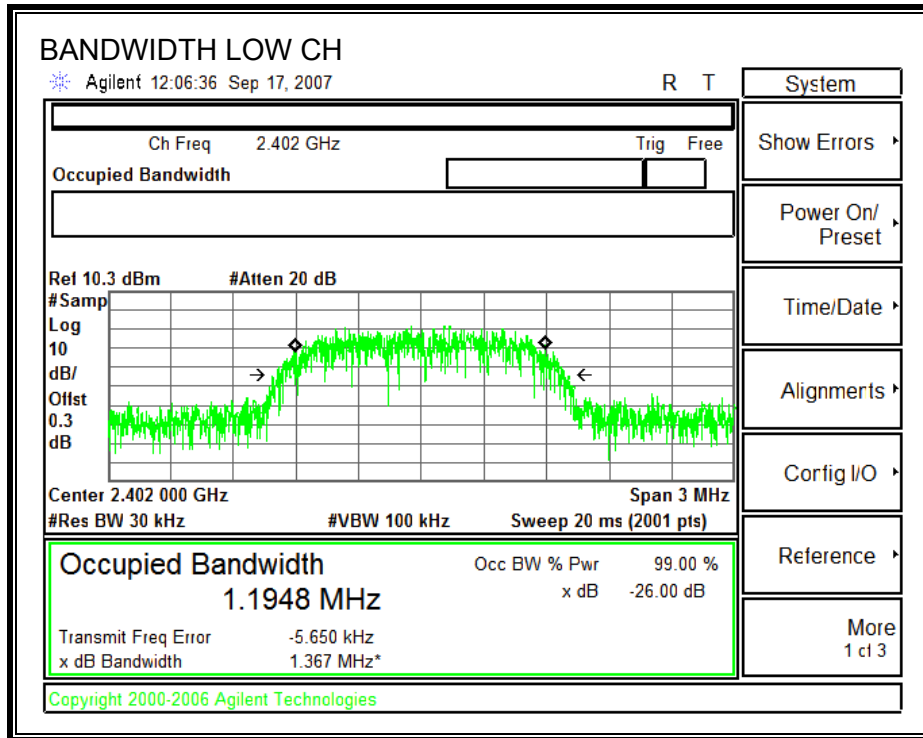 BANDWIDTH LOW CH
Agilent 12:06:36 Sep 17, 2007 R T
System
Ch Freq 2.402 GHz Trig Free
Occupied Bandwidth
Show Errors
Power On/
Preset
Time/Date
Alignments
Config I/O
Reference
More
1 of 3
Ref 10.3 dBm #Atten 20 dB
#Samp
Log
10
dB/
Offst
0.3
dB
Center 2.402 000 GHz Span 3 MHz
#Res BW 30 kHz #VBW 100 kHz Sweep 20 ms (2001 pts)
Occupied Bandwidth Occ BW % Pwr 99.00 %
1.1948 MHz x dB -26.00 dB
Transmit Freq Error -5.650 kHz
x dB Bandwidth 1.367 MHz*
Copyright 2000-2006 Agilent Technologies